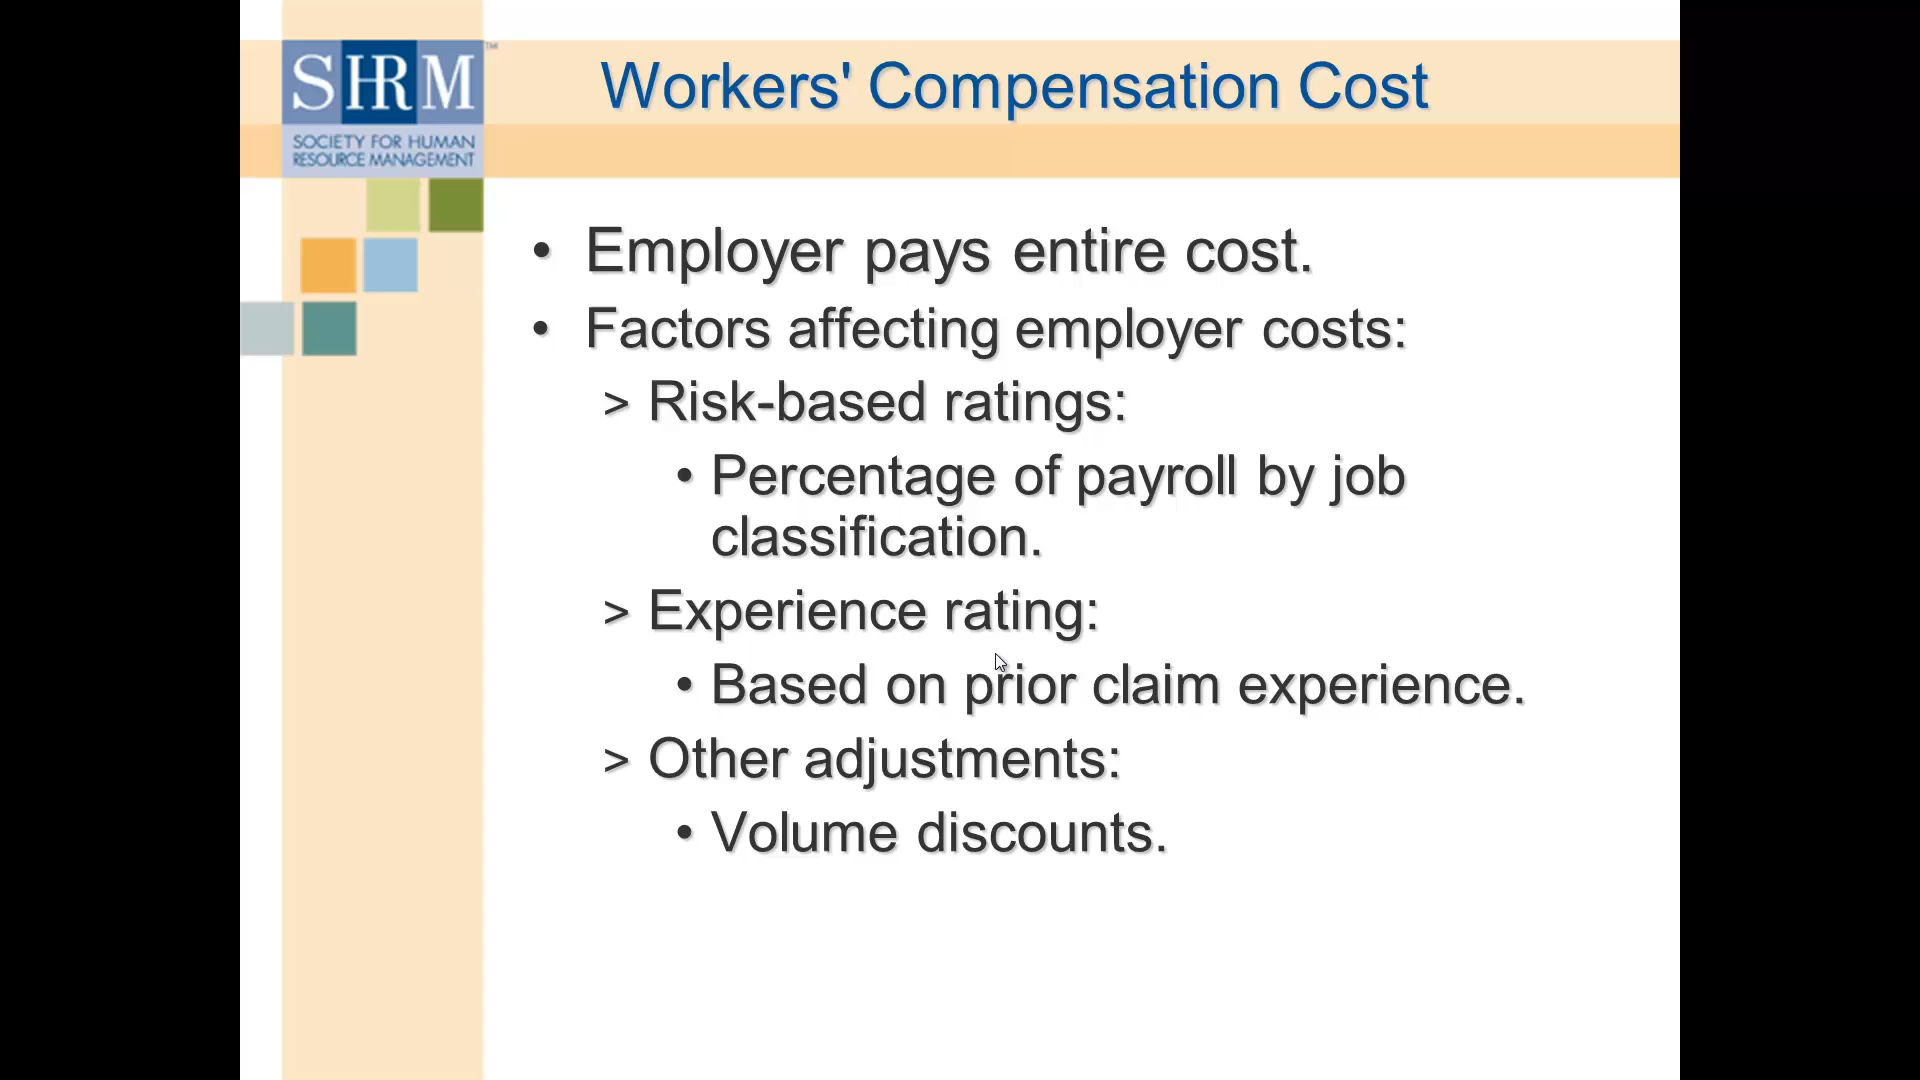 SHRM™
SOCIETY FOR HUMAN
RESOURCE MANAGEMENT
Workers' Compensation Cost
• Employer pays entire cost.
• Factors affecting employer costs:
> Risk-based ratings:
• Percentage of payroll by job
classification.
> Experience rating:
• Based on prior claim experience.
> Other adjustments:
• Volume discounts.